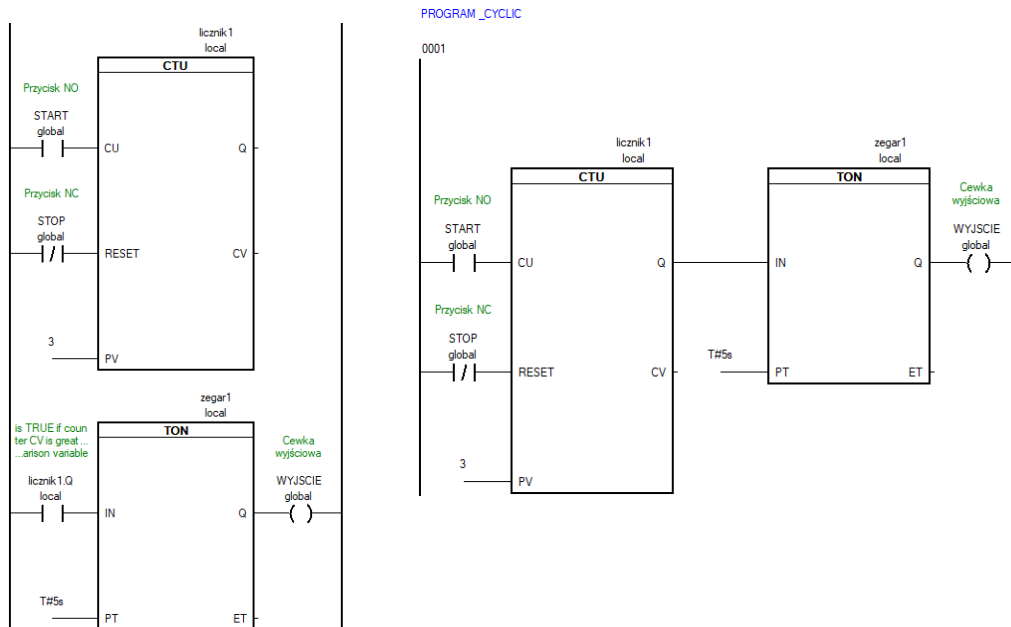 licznik1
local
CTU
Przycisk NO
START
global
CU
Q
Przycisk NC
STOP
global
RESET
CV
3
PV
zegar1
local
TON
is TRUE if coun
ter CV is great ...
...arison variable
licznik1.Q
local
IN
Q
Cewka
wyjściowa
WYJSCIE
global
T#5s
PT
ET
PROGRAM _CYCLIC
0001
licznik1
local
CTU
Przycisk NO
START
global
CU
Q
Przycisk NC
STOP
global
RESET
CV
3
PV
zegar1
local
TON
IN
Q
Cewka
wyjściowa
WYJSCIE
global
T#5s
PT
ET